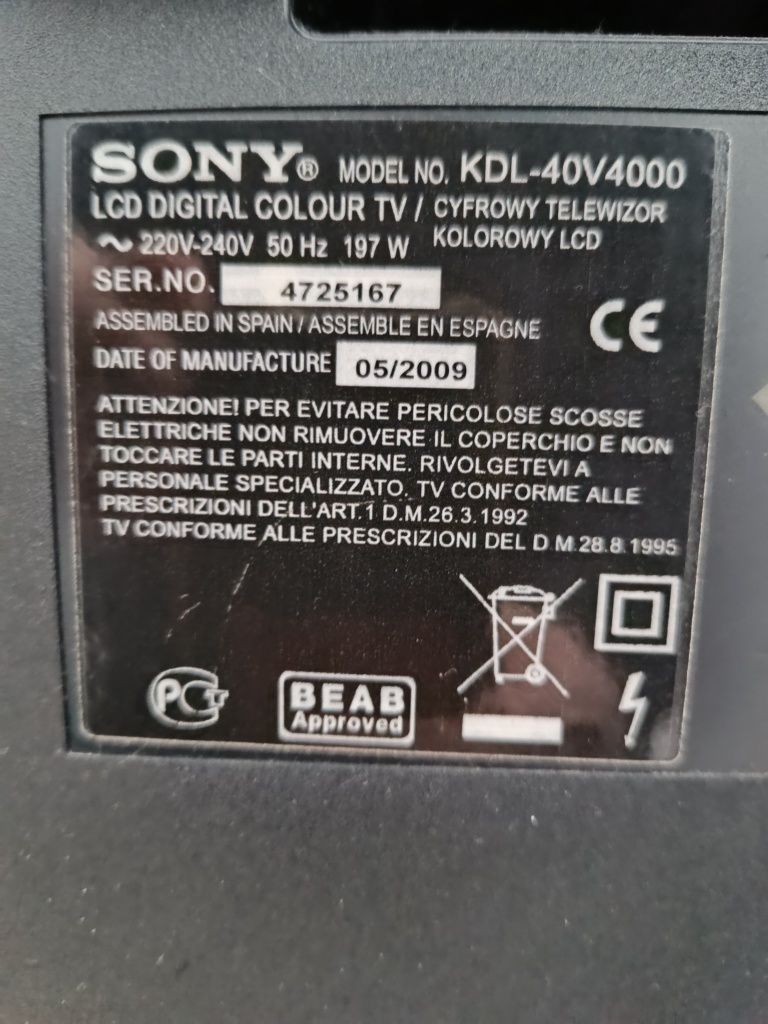 SONY® MODEL NO. KDL-40V4000
LCD DIGITAL COLOUR TV / CYFROWY TELEWIZOR
KOLOROWY LCD
~ 220V-240V 50 Hz 197 W
SER.NO. 4725167
ASSEMBLED IN SPAIN / ASSEMBLE EN ESPAGNE
CE
DATE OF MANUFACTURE 05/2009
ATTENZIONE! PER EVITARE PERICOLOSE SCOSSE
ELETTRICHE NON RIMUOVERE IL COPERCHIO E NON
TOCCARE LE PARTI INTERNE. RIVOLGETEVI A
PERSONALE SPECIALIZZATO. TV CONFORME ALLE
PRESCRIZIONI DELL'ART.1 D.M.26.3.1992
TV CONFORME ALLE PRESCRIZIONI DEL D.M.28.8.1995
PCT
BEAB
Approved